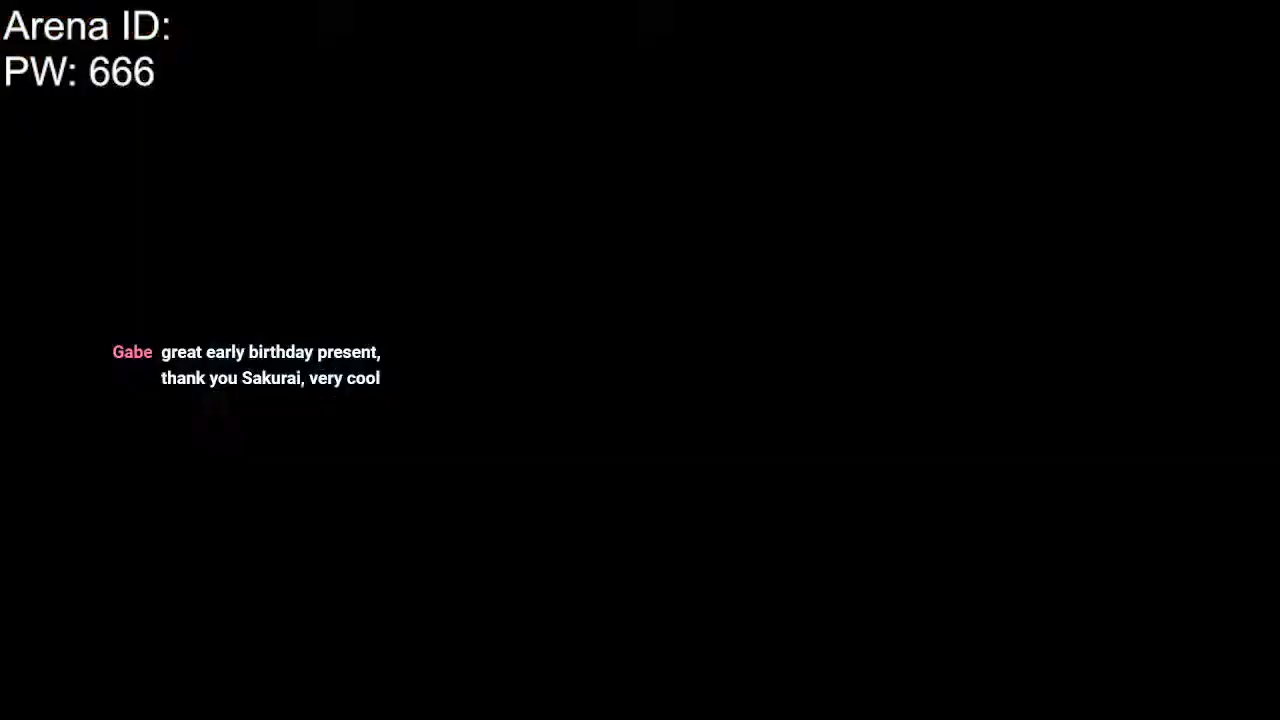 Arena ID:
PW: 666
Gabe great early birthday present,
thank you Sakurai, very cool